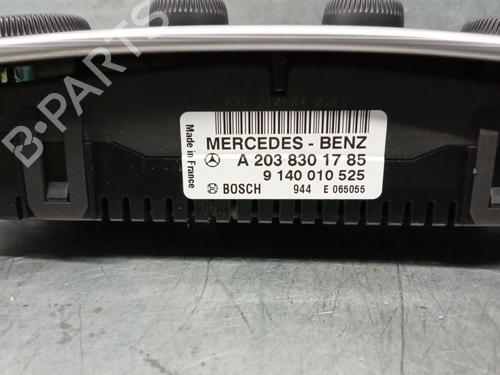 MERCEDES - BENZ
A 203 830 17 85
9 140 010 525
BOSCH 944 E 065055
Made in France
B-PARTS